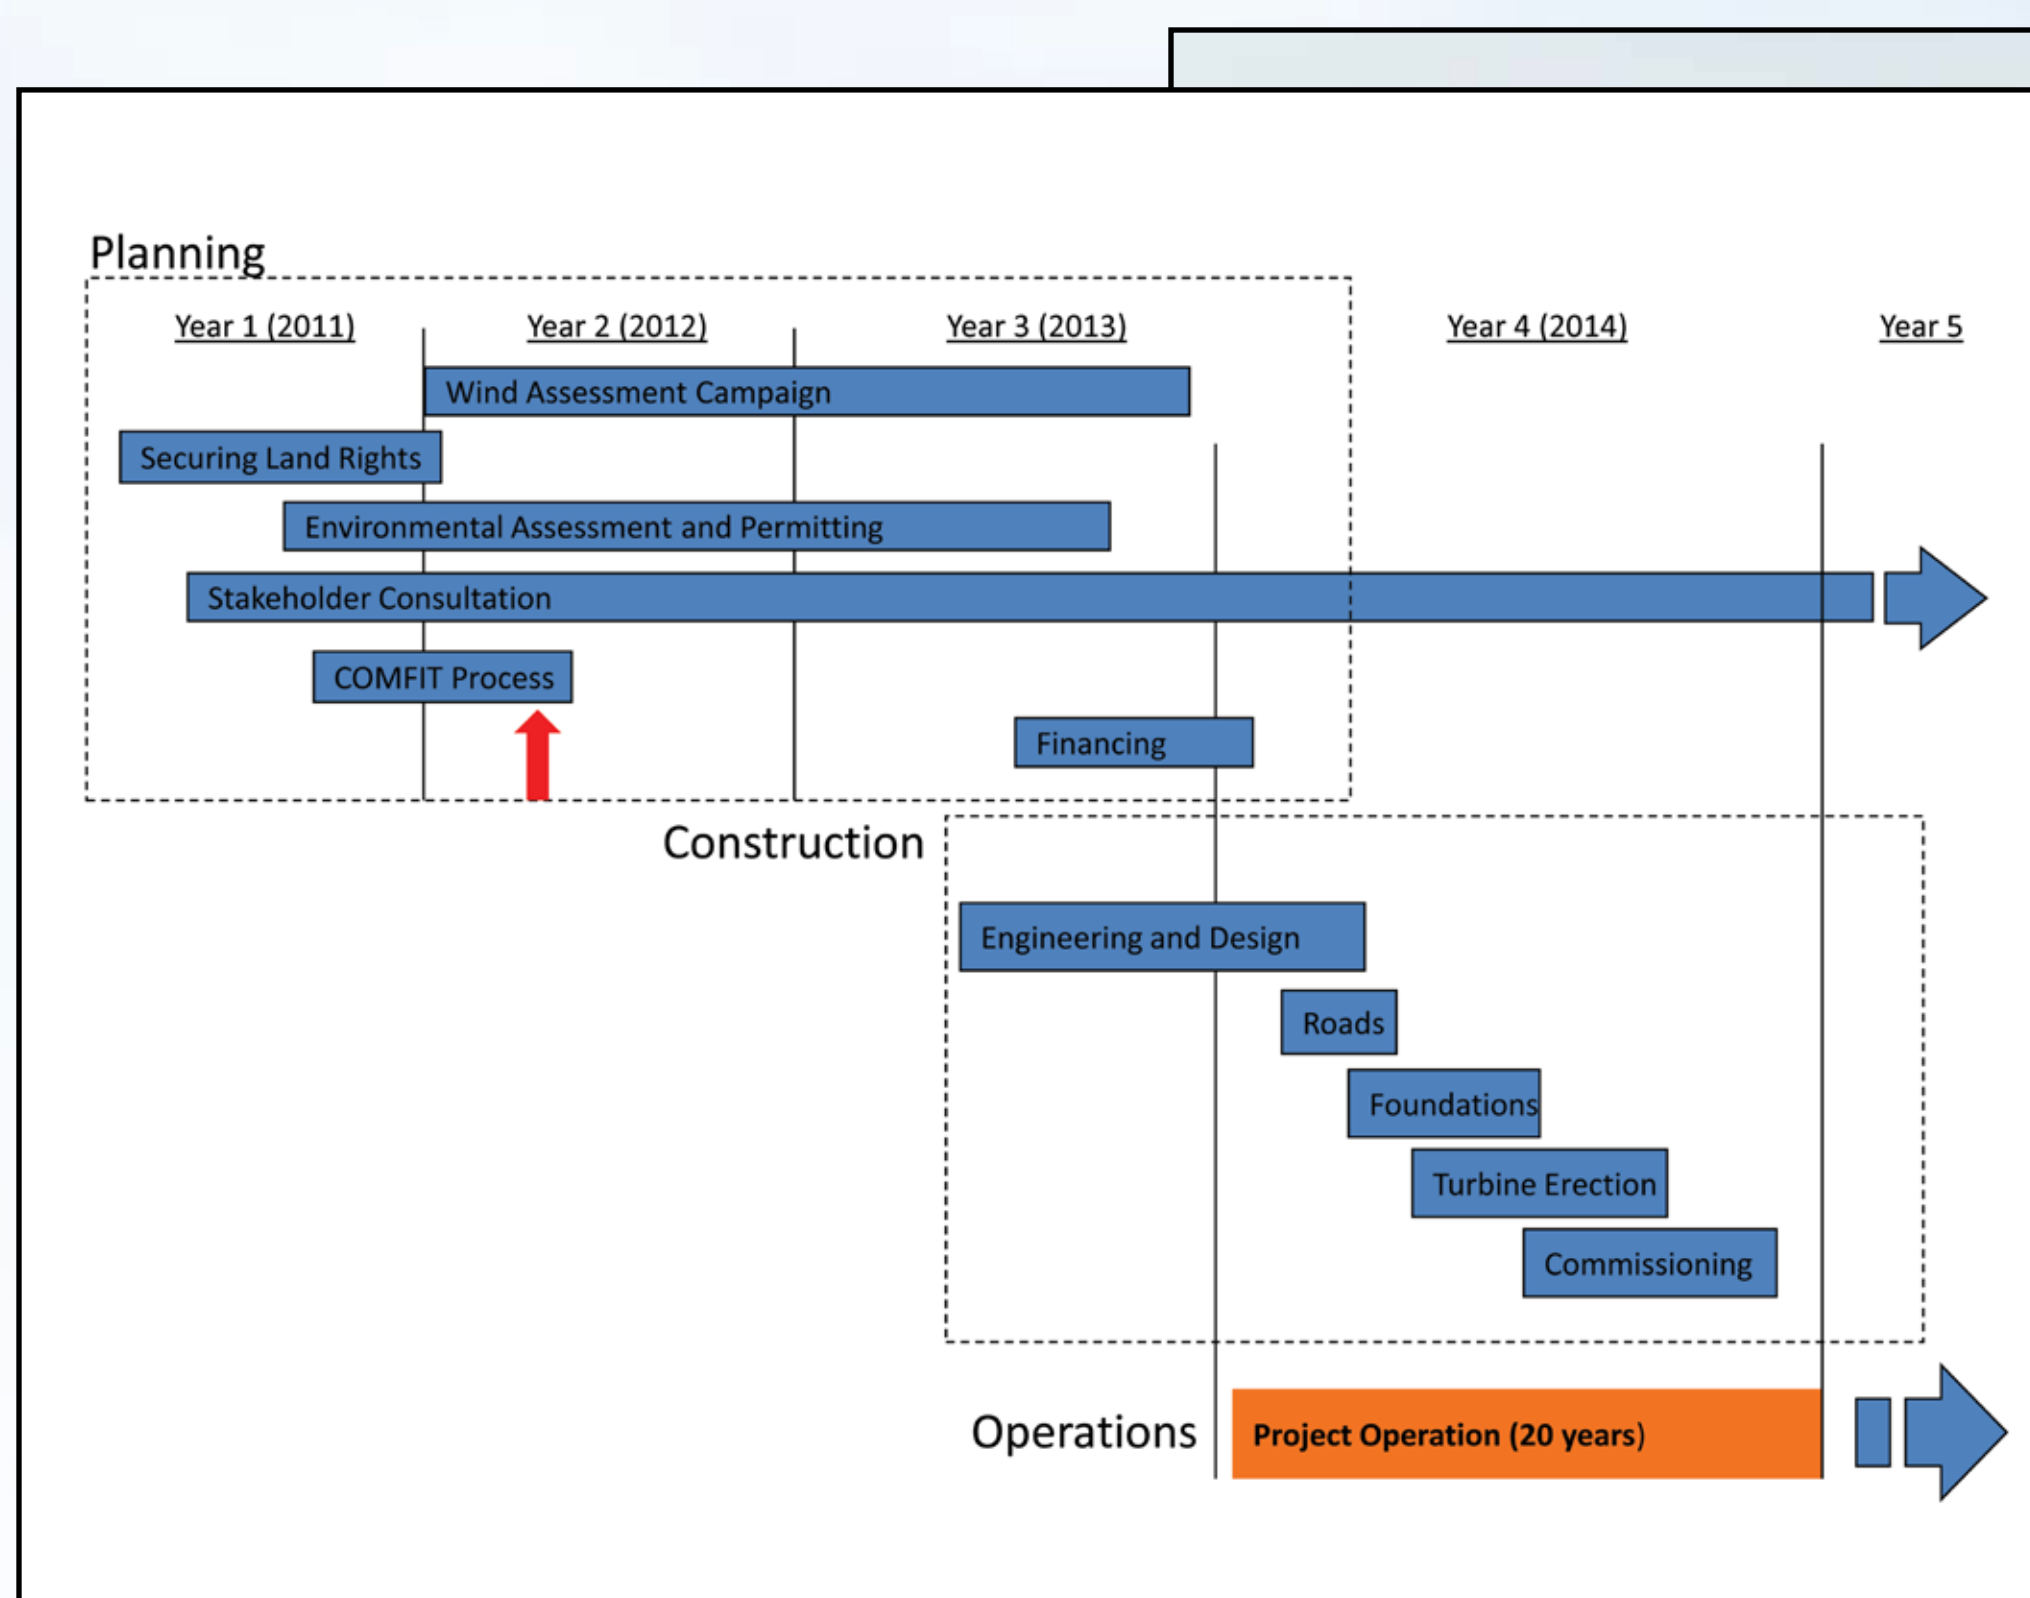 Planning
Year 1 (2011)
Year 2 (2012)
Year 3 (2013)
Year 4 (2014)
Year 5
Wind Assessment Campaign
Securing Land Rights
Environmental Assessment and Permitting
Stakeholder Consultation
COMFIT Process
Financing
Construction
Engineering and Design
Roads
Foundations
Turbine Erection
Commissioning
Operations
Project Operation (20 years)